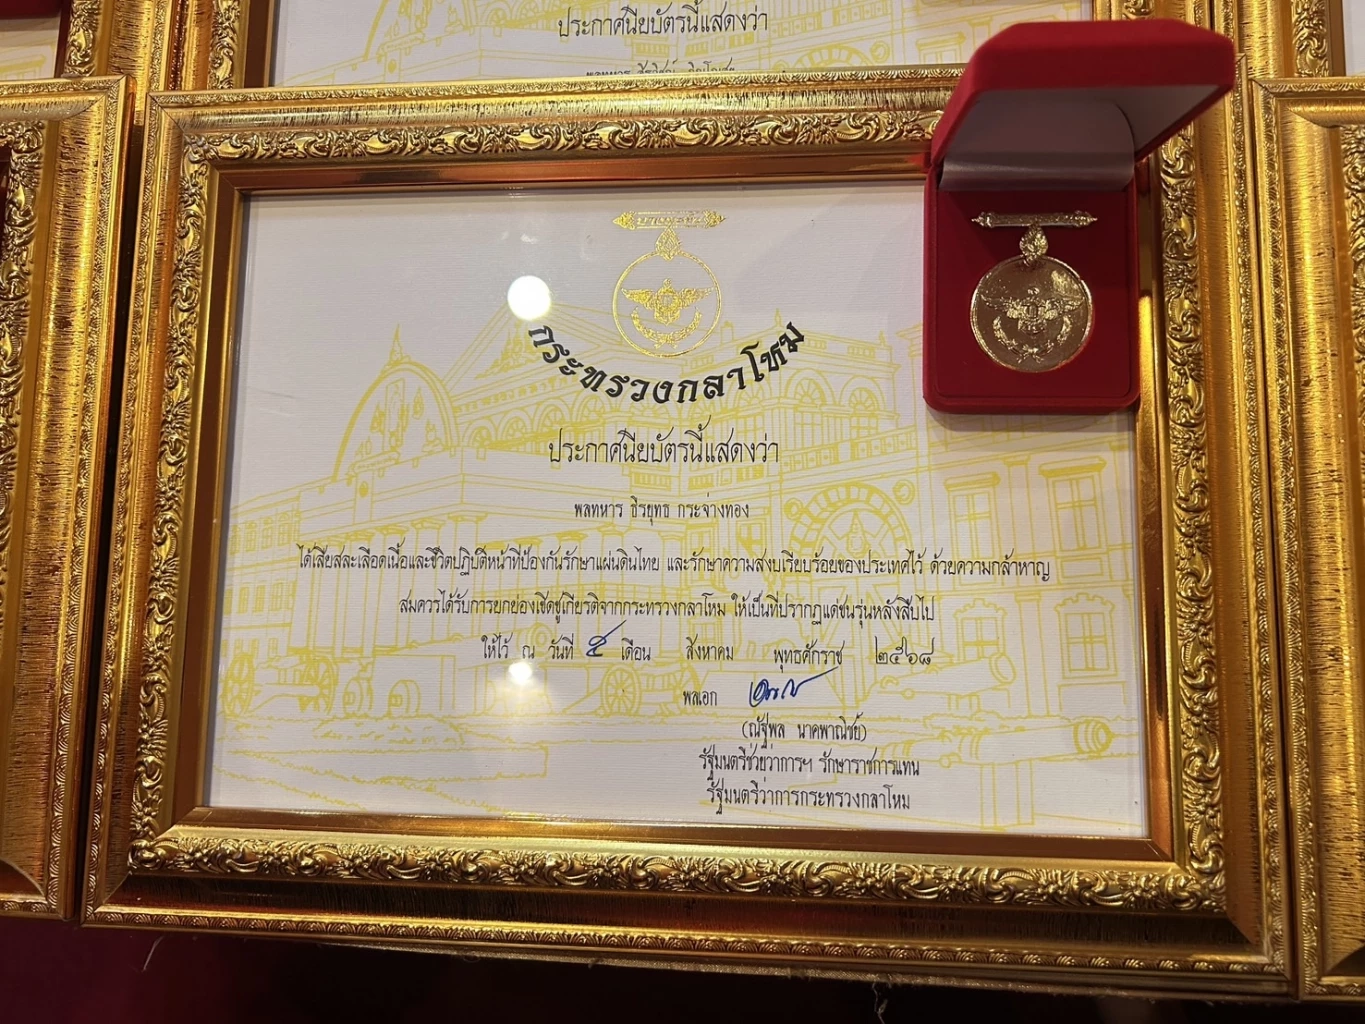 ประกาศนียบัตรนี้แสดงว่า
พลทหาร
กระทรวงกลาโหม
ประกาศนียบัตรนี้แสดงว่า
พลทหาร ธีรยุทธ กระจ่างทอง
ได้เสียสละเลือดเนื้อและชีวิตปฏิบัติหน้าที่ป้องกันรักษาแผ่นดินไทย และรักษาความสงบเรียบร้อยของประเทศไว้ ด้วยความกล้าหาญ
สมควรได้รับการยกย่องเชิดชูเกียรติจากกระทรวงกลาโหม ให้เป็นที่ปรากฏแด่ชนรุ่นหลังสืบไป
ให้ไว้ ณ วันที่ ๕ เดือน สิงหาคม พุทธศักราช ๒๕๖๘
พลเอก
(ณัฐพล นาคพาณิชย์)
รัฐมนตรีช่วยว่าการฯ รักษาราชการแทน
รัฐมนตรีว่าการกระทรวงกลาโหม